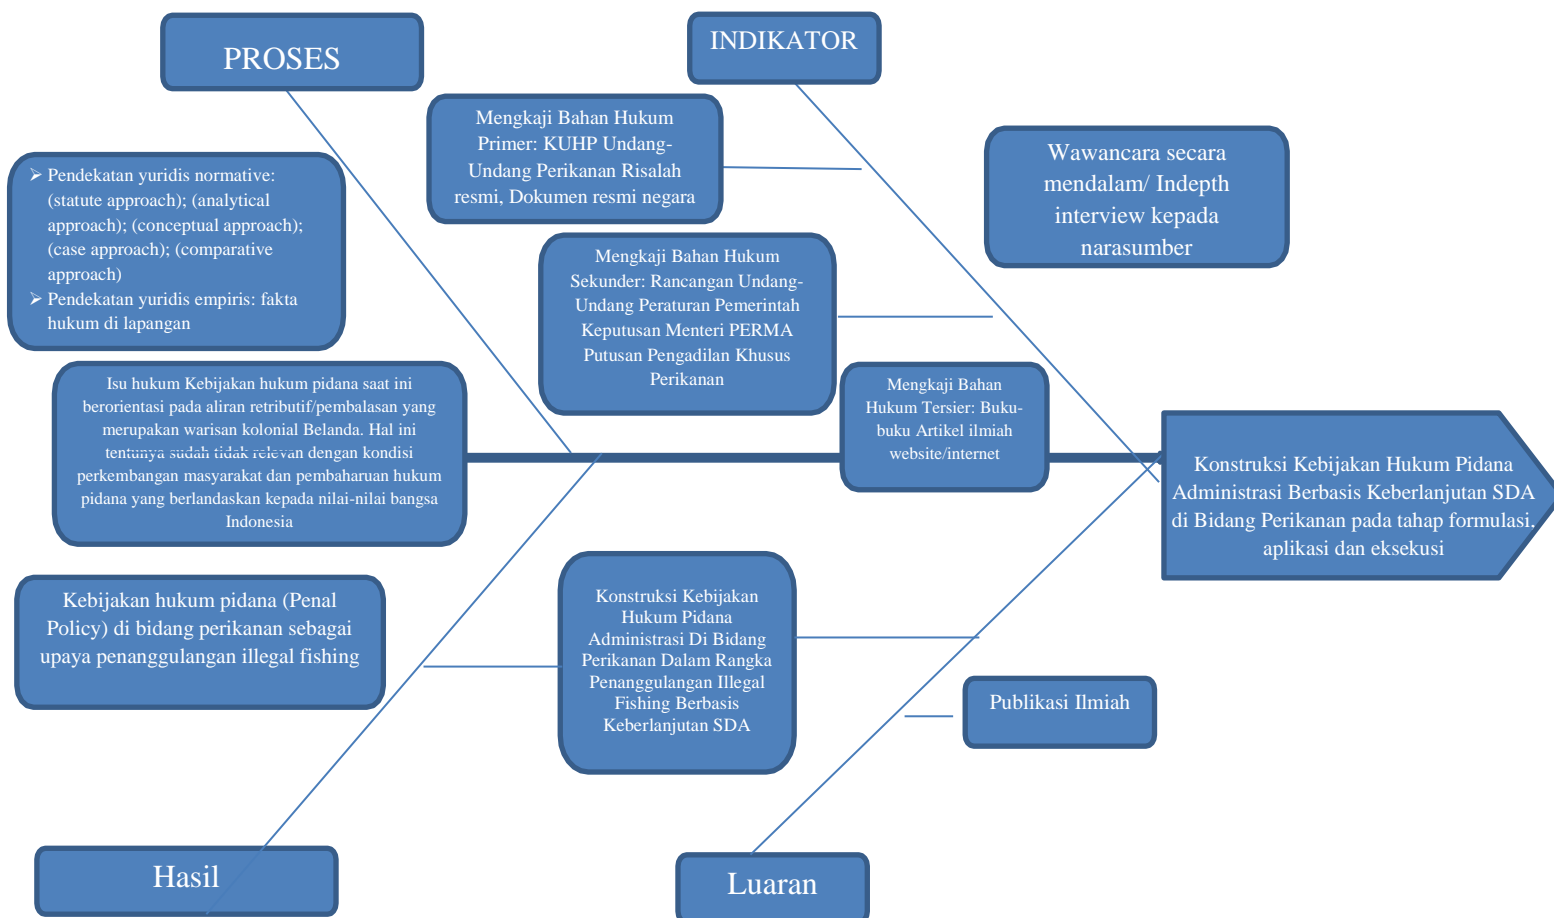 PROSES
INDIKATOR
Mengkaji Bahan Hukum
Primer: KUHP Undang-
Undang Perikanan Risalah
resmi, Dokumen resmi negara
Wawancara secara
mendalam/ Indepth
interview kepada
narasumber
➢ Pendekatan yuridis normative:
(statute approach); (analytical
approach); (conceptual approach);
(case approach); (comparative
approach)
➢ Pendekatan yuridis empiris: fakta
hukum di lapangan
Mengkaji Bahan Hukum
Sekunder: Rancangan Undang-
Undang Peraturan Pemerintah
Keputusan Menteri PERMA
Putusan Pengadilan Khusus
Perikanan
Isu hukum Kebijakan hukum pidana saat ini
berorientasi pada aliran retributif/pembalasan yang
merupakan warisan kolonial Belanda. Hal ini
tentunya sudah tidak relevan dengan kondisi
perkembangan masyarakat dan pembaharuan hukum
pidana yang berlandaskan kepada nilai-nilai bangsa
Indonesia
Mengkaji Bahan
Hukum Tersier: Buku-
buku Artikel ilmiah
website/internet
Konstruksi Kebijakan Hukum Pidana
Administrasi Berbasis Keberlanjutan SDA
di Bidang Perikanan pada tahap formulasi,
aplikasi dan eksekusi
Kebijakan hukum pidana (Penal
Policy) di bidang perikanan sebagai
upaya penanggulangan illegal fishing
Konstruksi Kebijakan
Hukum Pidana
Administrasi Di Bidang
Perikanan Dalam Rangka
Penanggulangan Illegal
Fishing Berbasis
Keberlanjutan SDA
Publikasi Ilmiah
Hasil
Luaran